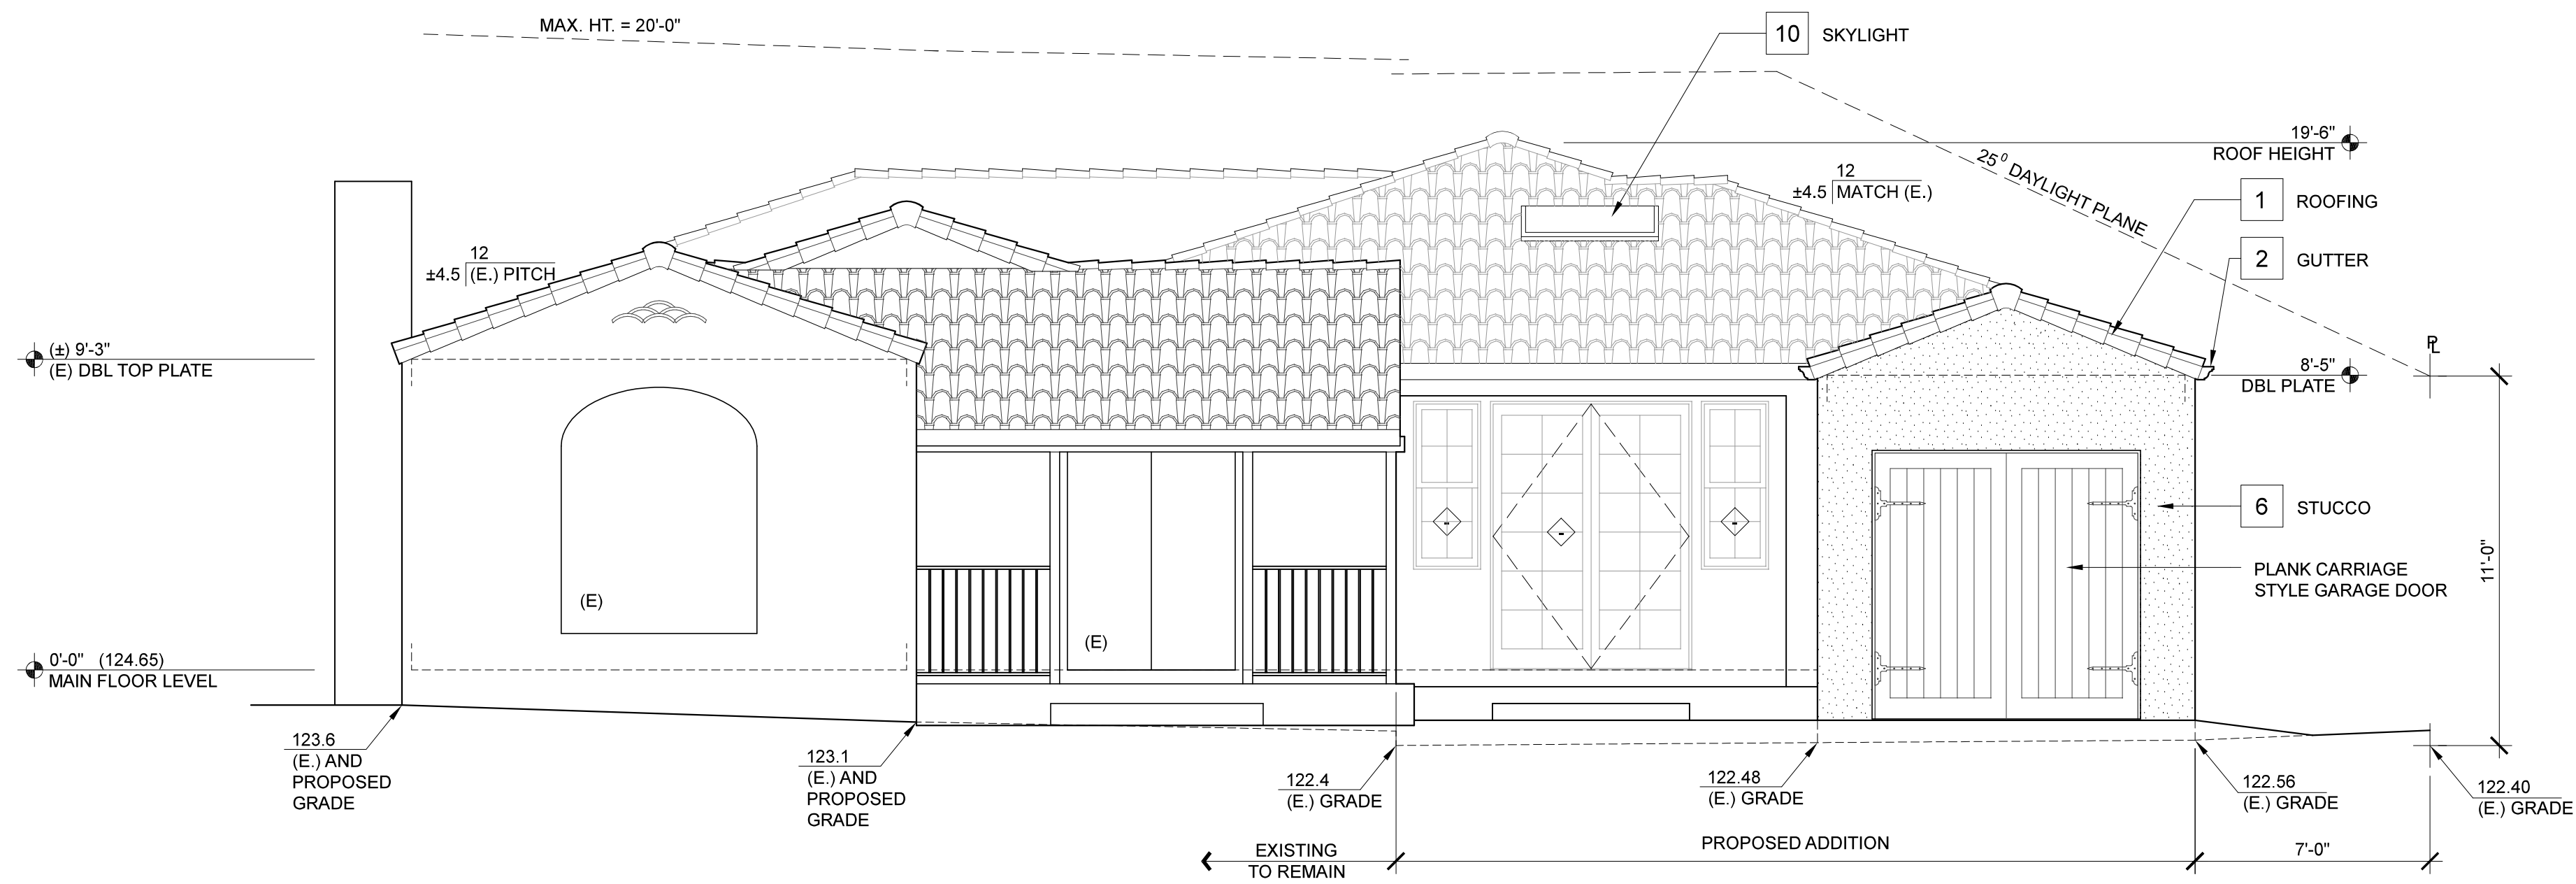 MAX. HT. = 20'-0"
10 SKYLIGHT
19'-6"
ROOF HEIGHT
25⁰ DAYLIGHT PLANE
12
±4.5 MATCH (E.)
1 ROOFING
12
±4.5 (E.) PITCH
2 GUTTER
(±) 9'-3"
(E) DBL TOP PLATE
PL
8'-5"
DBL PLATE
6 STUCCO
11'-0"
PLANK CARRIAGE
STYLE GARAGE DOOR
(E)
(E)
0'-0" (124.65)
MAIN FLOOR LEVEL
123.6
(E.) AND
PROPOSED
GRADE
123.1
(E.) AND
PROPOSED
GRADE
122.4
(E.) GRADE
122.48
(E.) GRADE
122.56
(E.) GRADE
122.40
(E.) GRADE
EXISTING
TO REMAIN
PROPOSED ADDITION
7'-0"